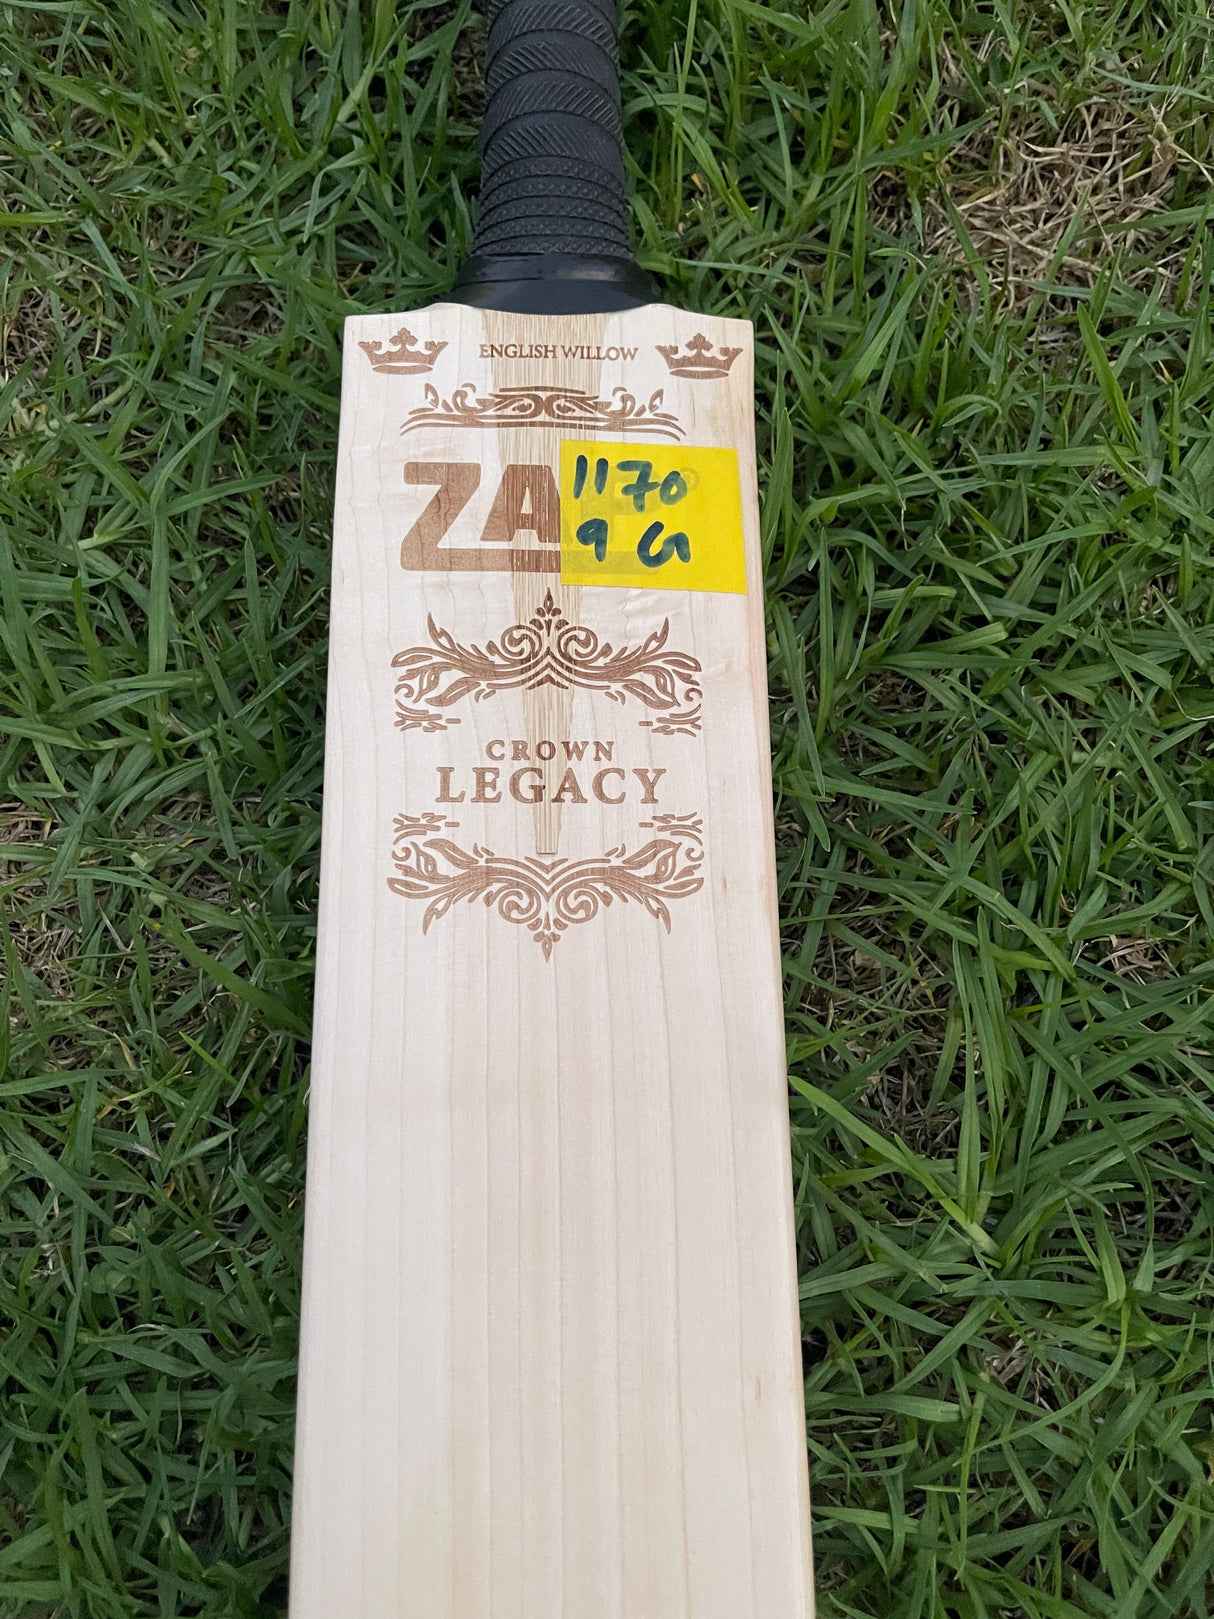 ENGLISH WILLOW
ZA
1170
9 G
CROWN
LEGACY